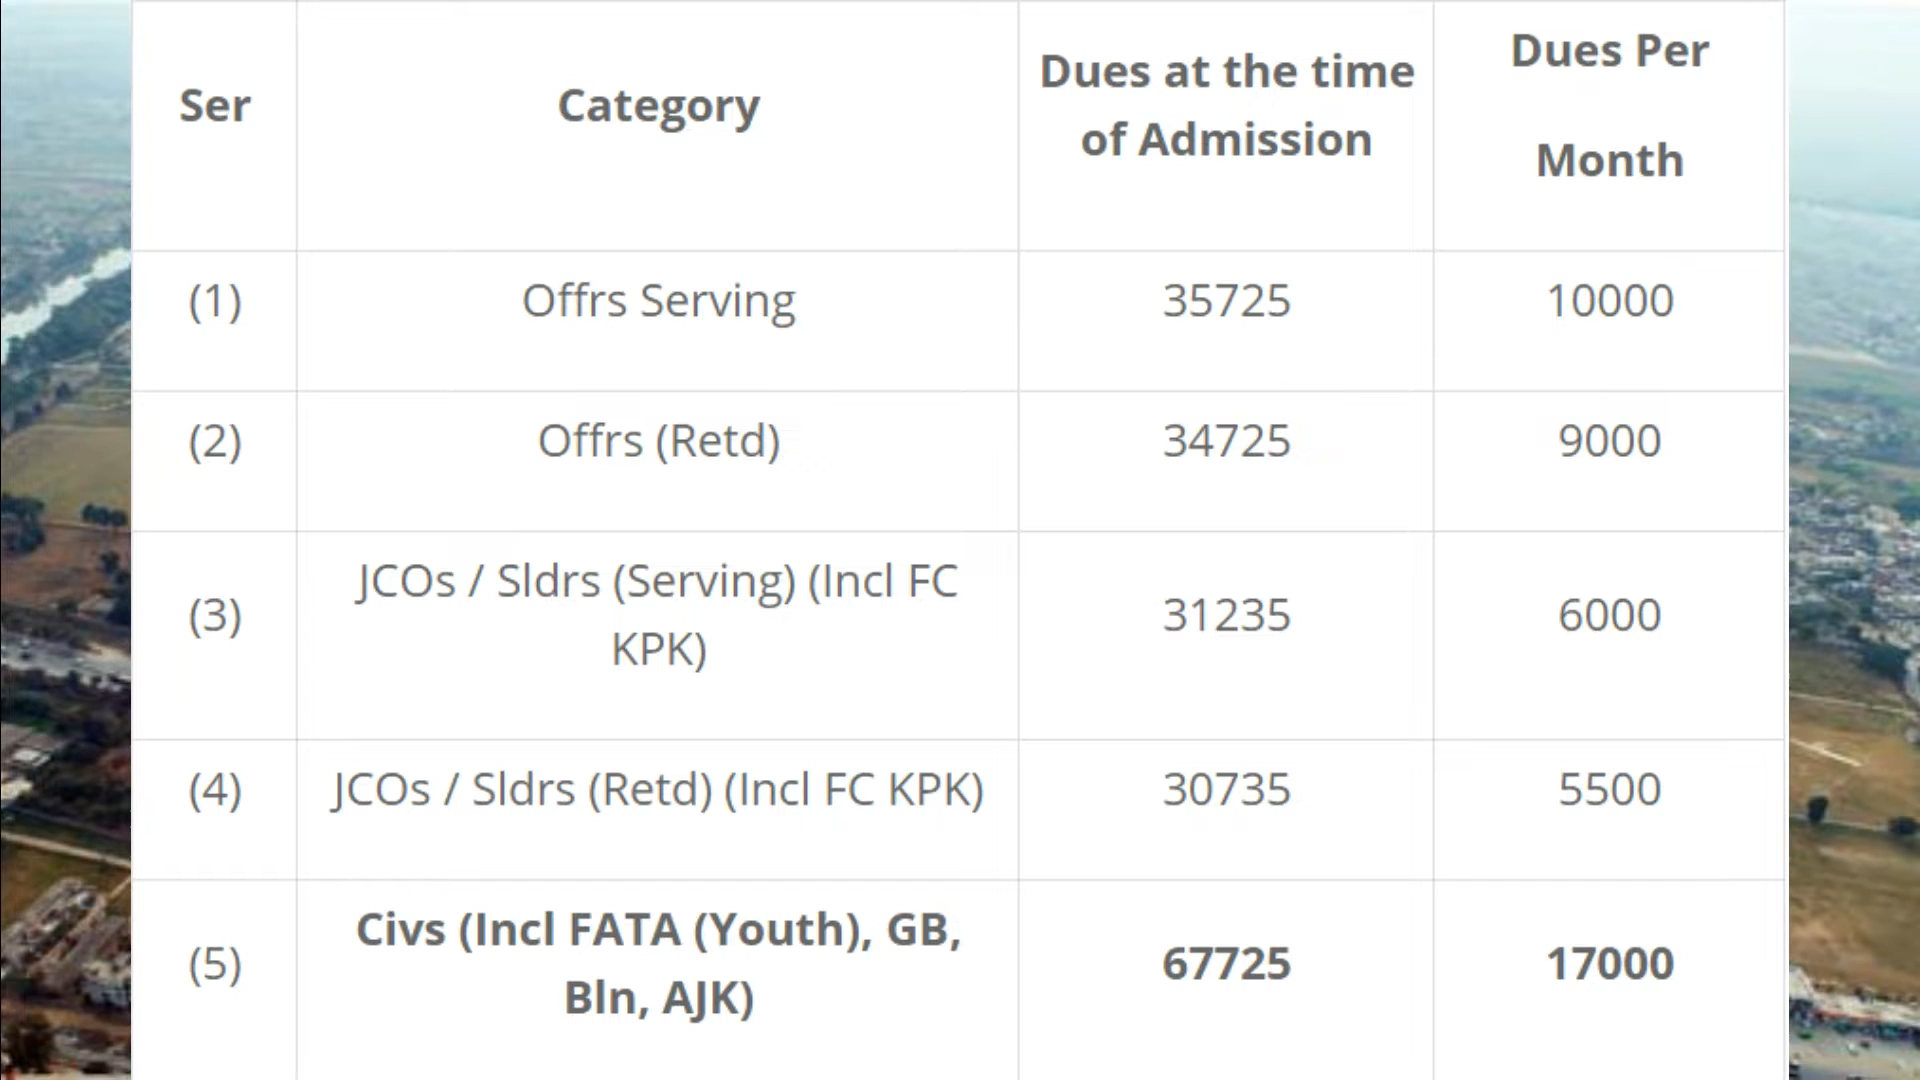 Ser
Category
Dues at the time
of Admission
Dues Per
Month
(1)
Offrs Serving
35725
10000
(2)
Offrs (Retd)
34725
9000
(3)
JCOs / Sldrs (Serving) (Incl FC
KPK)
31235
6000
(4)
JCOs / Sldrs (Retd) (Incl FC KPK)
30735
5500
(5)
Civs (Incl FATA (Youth), GB,
Bln, AJK)
67725
17000